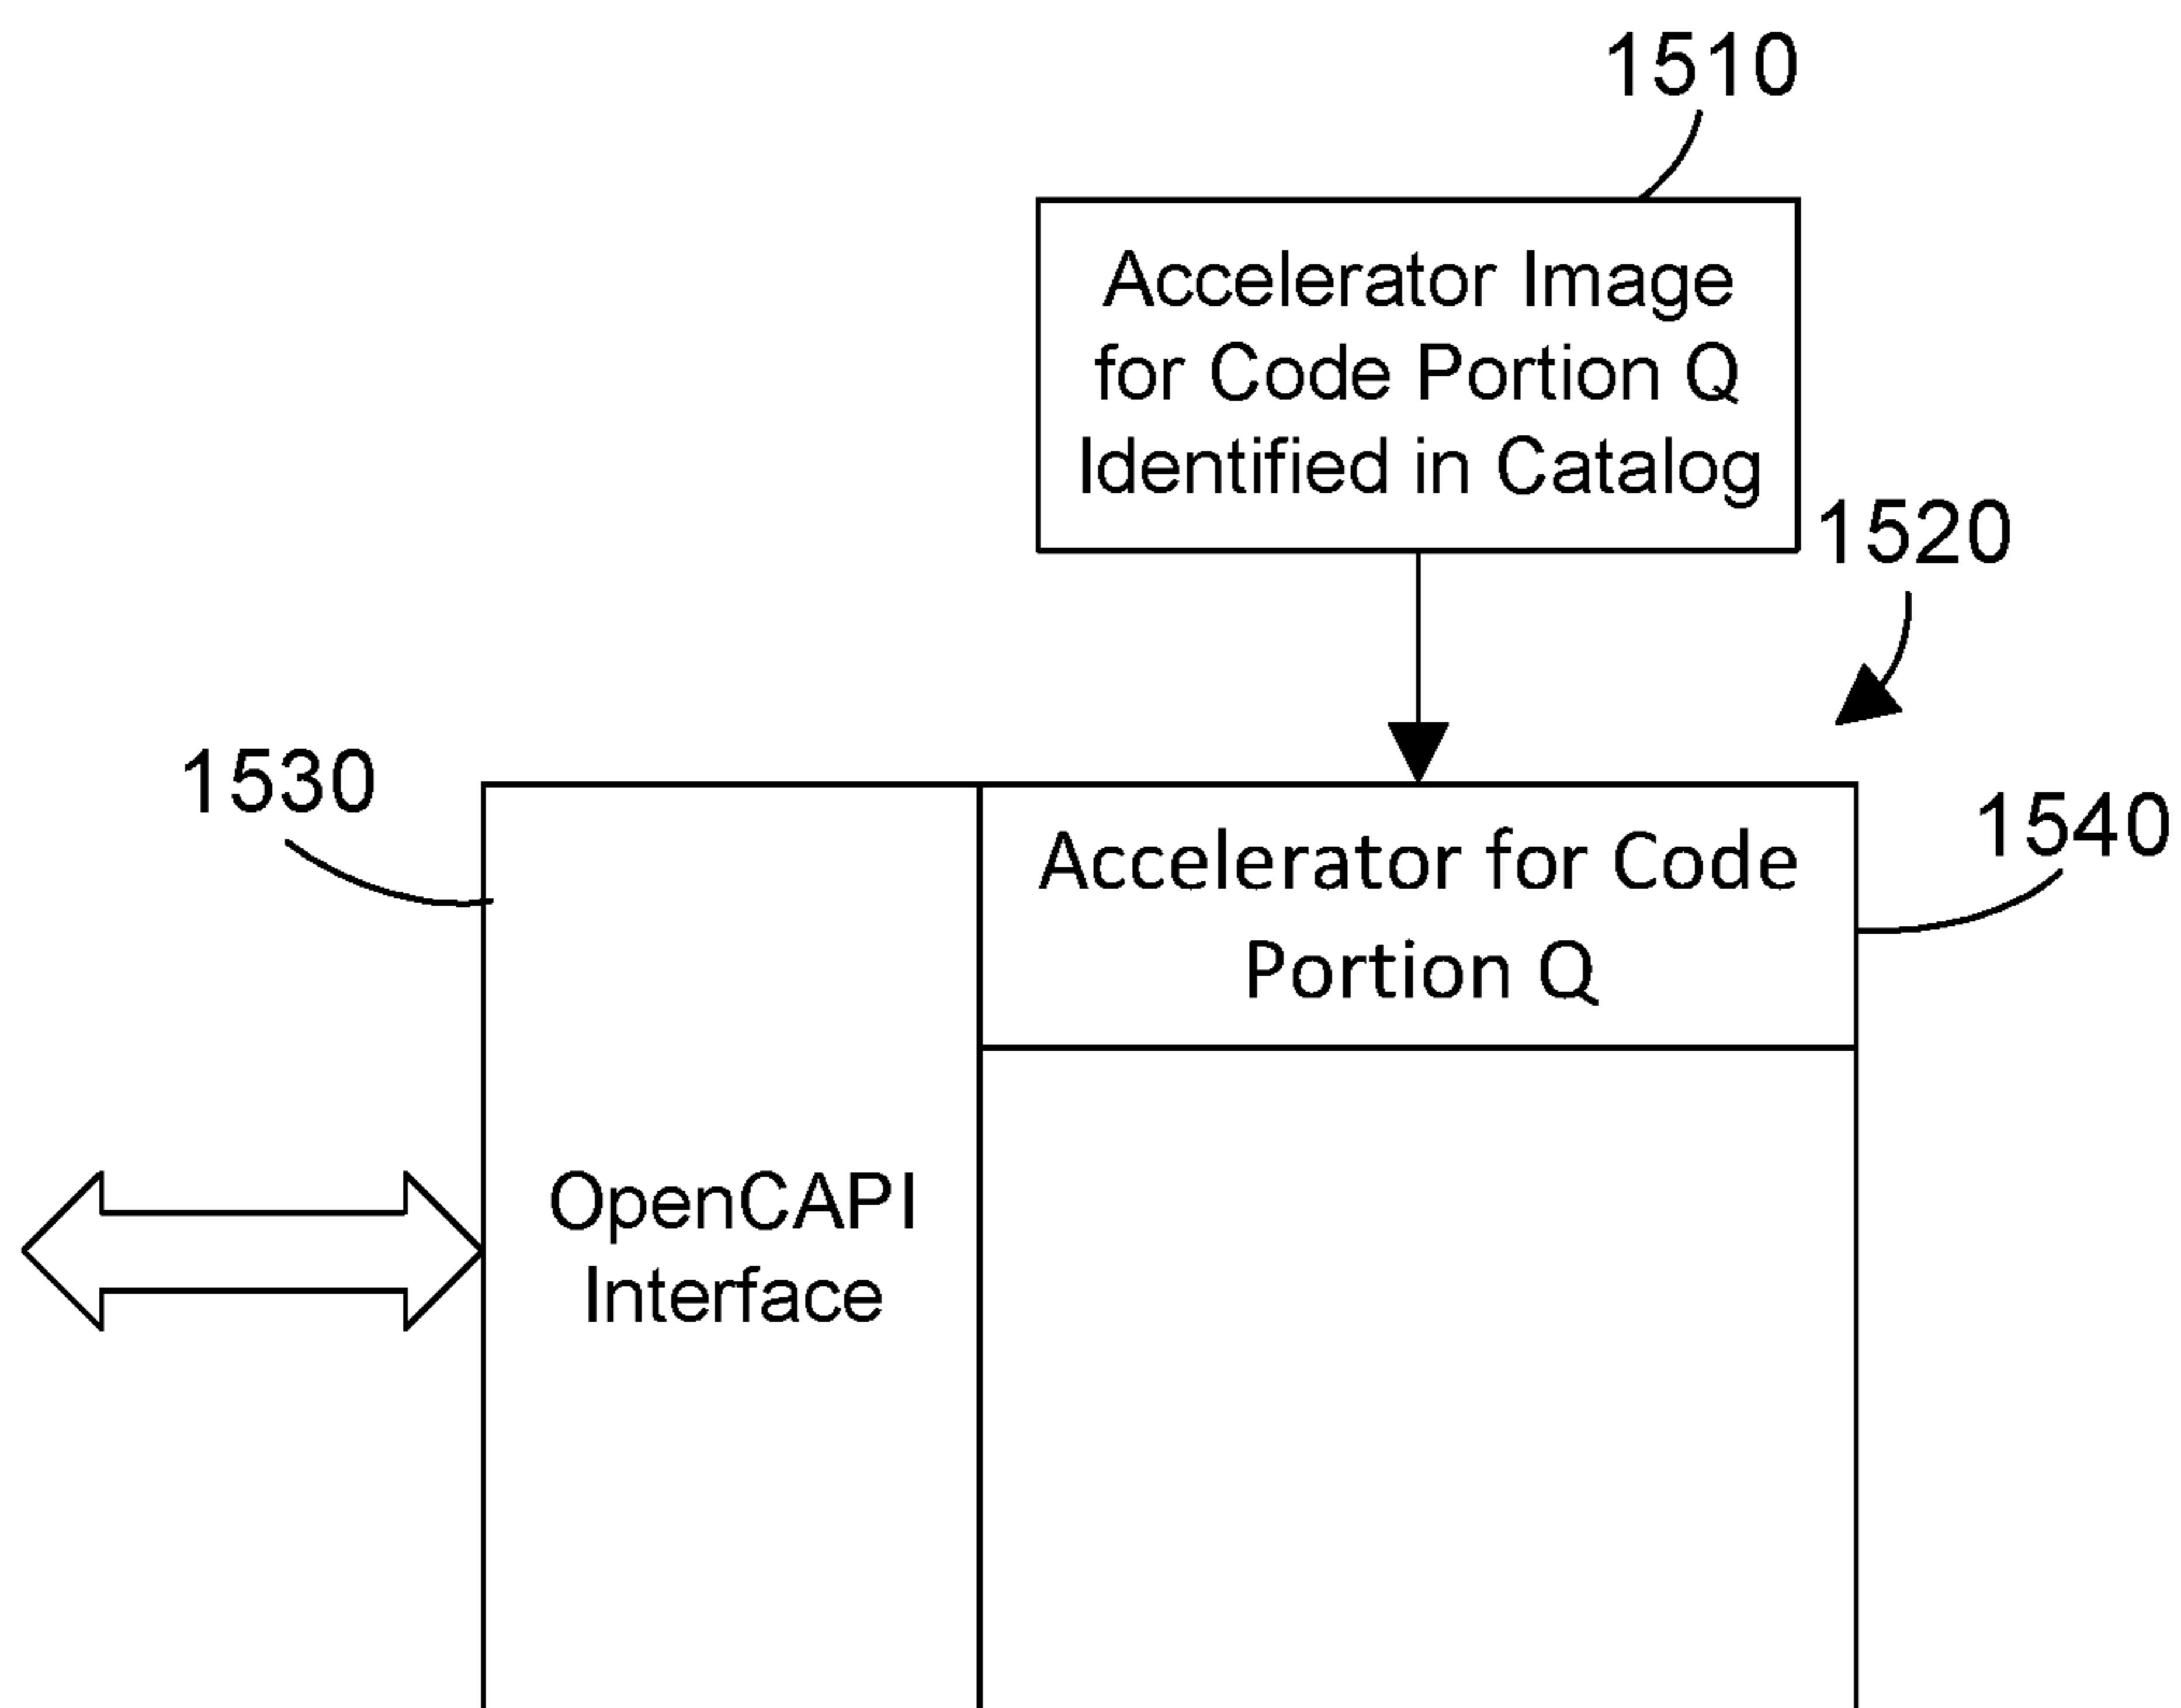 1510
Accelerator Image
for Code Portion Q
Identified in Catalog
1520
1530
1540
Accelerator for Code
Portion Q
OpenCAPI
Interface